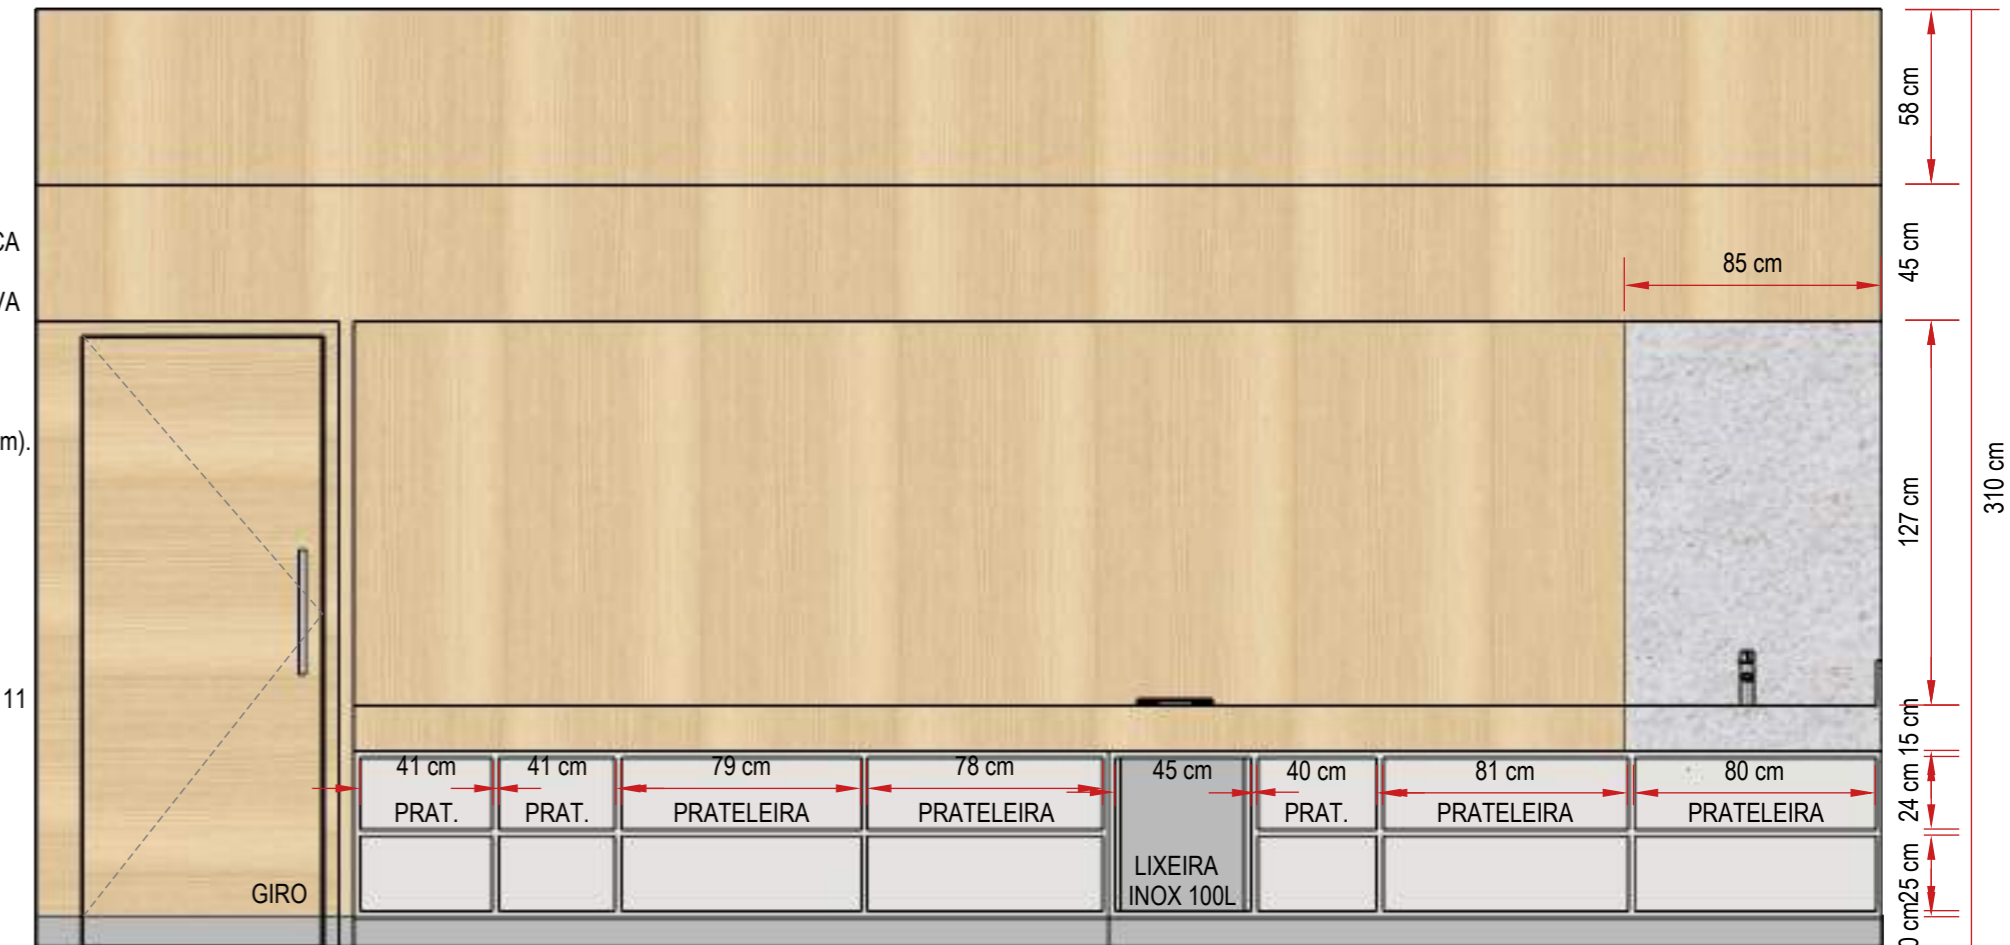 58 cm
CA
45 cm
85 cm
VA
m).
127 cm
310 cm
11
15 cm
41 cm
41 cm
79 cm
78 cm
45 cm
40 cm
81 cm
80 cm
24 cm
PRAT.
PRAT.
PRATELEIRA
PRATELEIRA
PRAT.
PRATELEIRA
PRATELEIRA
LIXEIRA
INOX 100L
25 cm
GIRO
0 cm